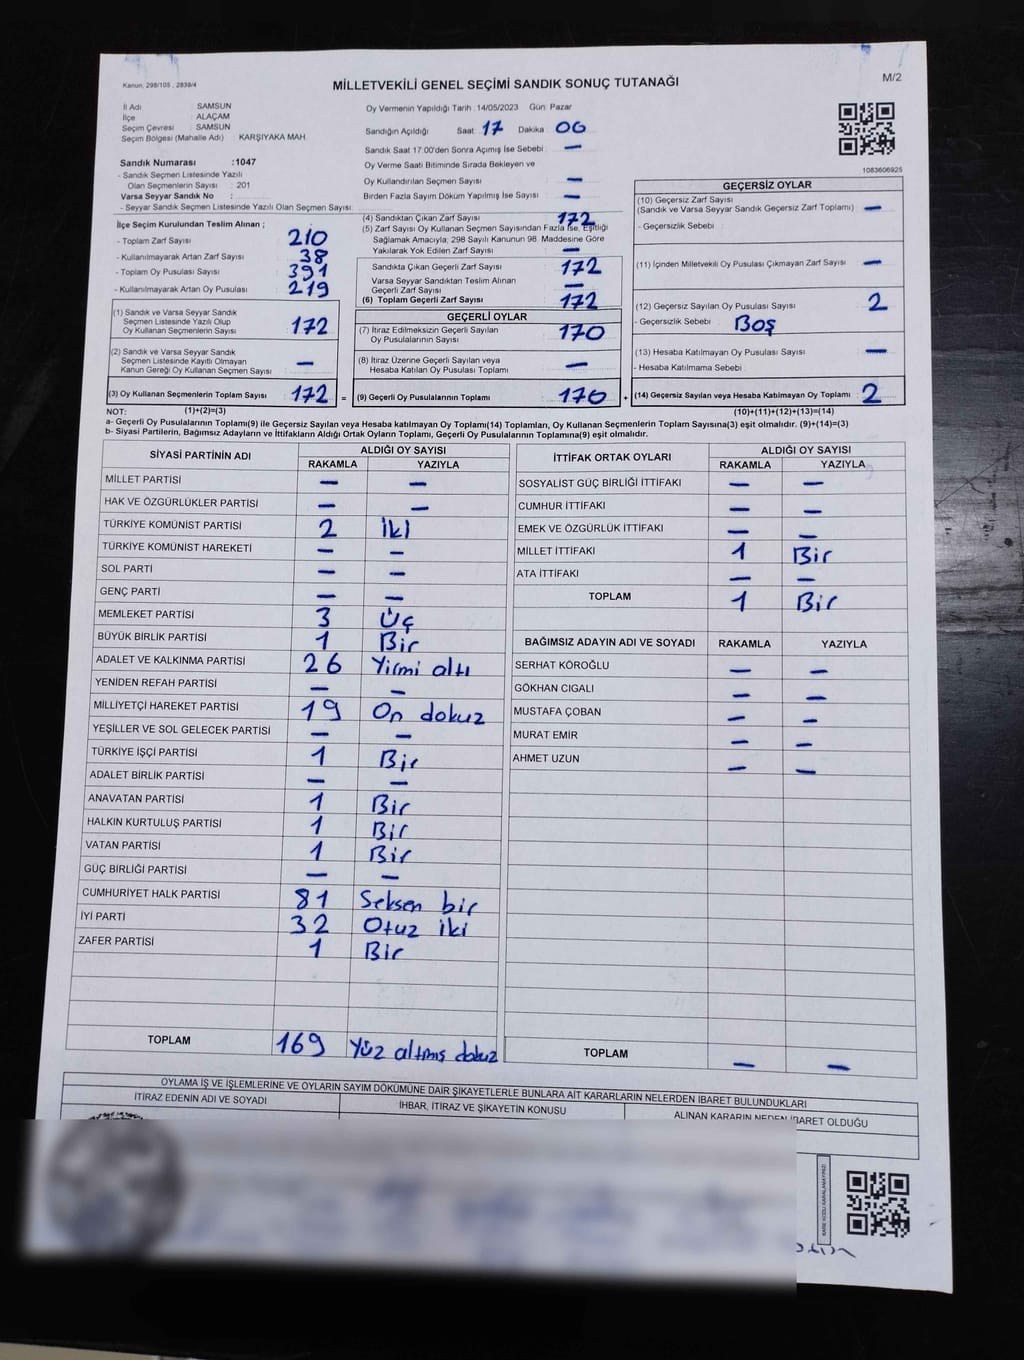 Kanun; 298/105 , 2839/4
MİLLETVEKİLİ GENEL SEÇİMİ SANDIK SONUÇ TUTANAĞI
M/2
İl Adı SAMSUN
İlçe ALAÇAM
Seçim Çevresi SAMSUN
Seçim Bölgesi (Mahalle Adı) KARŞIYAKA MAH.
Sandık Numarası :1047
- Sandık Seçmen Listesinde Yazılı
Olan Seçmenlerin Sayısı : 201
Varsa Seyyar Sandık No :
- Seyyar Sandık Seçmen Listesinde Yazılı Olan Seçmen Sayısı:
Oy Vermenin Yapıldığı Tarih :14/05/2023 Gün: Pazar
Sandığın Açıldığı Saat 17 Dakika 00
Sandık Saat 17:00'den Sonra Açımış İse Sebebi : —
Oy Verme Saati Bitiminde Sırada Bekleyen ve
Oy Kullandırılan Seçmen Sayısı —
Birden Fazla Sayım Döküm Yapılmış İse Sayısı —
1083606925
İlçe Seçim Kurulundan Teslim Alınan ;
- Toplam Zarf Sayısı 210
- Kullanılmayarak Artan Zarf Sayısı 38
- Toplam Oy Pusulası Sayısı 391
- Kullanılmayarak Artan Oy Pusulası 219
(1) Sandık ve Varsa Seyyar Sandık
Seçmen Listesinde Yazılı Olup
Oy Kullanan Seçmenlerin Sayısı 172
(2) Sandık ve Varsa Seyyar Sandık
Seçmen Listesinde Kayıtlı Olmayan
Kanun Gereği Oy Kullanan Seçmen Sayısı —
(3) Oy Kullanan Seçmenlerin Toplam Sayısı 172 =
(4) Sandıktan Çıkan Zarf Sayısı 172
(5) Zarf Sayısı Oy Kullanan Seçmen Sayısından Fazla İse, Eşitliği
Sağlamak Amacıyla; 298 Sayılı Kanunun 98. Maddesine Göre
Yakılarak Yok Edilen Zarf Sayısı —
Sandıkta Çıkan Geçerli Zarf Sayısı 172
Varsa Seyyar Sandıktan Teslim Alınan
Geçerli Zarf Sayısı —
(6) Toplam Geçerli Zarf Sayısı 172
GEÇERLİ OYLAR
(7) İtiraz Edilmeksizin Geçerli Sayılan
Oy Pusulalarının Sayısı 170
(8) İtiraz Üzerine Geçerli Sayılan veya
Hesaba Katılan Oy Pusulası Toplamı —
(9) Geçerli Oy Pusulalarının Toplamı 170 +
GEÇERSİZ OYLAR
(10) Geçersiz Zarf Sayısı
(Sandık ve Varsa Seyyar Sandık Geçersiz Zarf Toplamı) —
- Geçersizlik Sebebi :
(11) İçinden Milletvekili Oy Pusulası Çıkmayan Zarf Sayısı —
(12) Geçersiz Sayılan Oy Pusulası Sayısı 2
- Geçersizlik Sebebi Boş
(13) Hesaba Katılmayan Oy Pusulası Sayısı —
- Hesaba Katılmama Sebebi :
(14) Geçersiz Sayılan veya Hesaba Katılmayan Oy Toplamı 2
NOT: (1)+(2)=(3) (10)+(11)+(12)+(13)=(14)
a- Geçerli Oy Pusulalarının Toplamı(9) ile Geçersiz Sayılan veya Hesaba katılmayan Oy Toplamı(14) Toplamları, Oy Kullanan Seçmenlerin Toplam Sayısına(3) eşit olmalıdır. (9)+(14)=(3)
b- Siyasi Partilerin, Bağımsız Adayların ve İttifakların Aldığı Ortak Oyların Toplamı, Geçerli Oy Pusulalarının Toplamına(9) eşit olmalıdır.
SİYASİ PARTİNİN ADI ALDIĞI OY SAYISI
RAKAMLA YAZIYLA
MİLLET PARTİSİ — —
HAK VE ÖZGÜRLÜKLER PARTİSİ — —
TÜRKİYE KOMÜNİST PARTİSİ 2 İki
TÜRKİYE KOMÜNİST HAREKETİ — —
SOL PARTİ — —
GENÇ PARTİ — —
MEMLEKET PARTİSİ 3 Üç
BÜYÜK BİRLİK PARTİSİ 1 Bir
ADALET VE KALKINMA PARTİSİ 26 Yirmi altı
YENİDEN REFAH PARTİSİ — —
MİLLİYETÇİ HAREKET PARTİSİ 19 On dokuz
YEŞİLLER VE SOL GELECEK PARTİSİ — —
TÜRKİYE İŞÇİ PARTİSİ 1 Bir
ADALET BİRLİK PARTİSİ — —
ANAVATAN PARTİSİ 1 Bir
HALKIN KURTULUŞ PARTİSİ 1 Bir
VATAN PARTİSİ 1 Bir
GÜÇ BİRLİĞİ PARTİSİ — —
CUMHURİYET HALK PARTİSİ 81 Seksen bir
İYİ PARTİ 32 Otuz iki
ZAFER PARTİSİ 1 Bir
TOPLAM 169 Yüz altmış dokuz
İTTİFAK ORTAK OYLARI ALDIĞI OY SAYISI
RAKAMLA YAZIYLA
SOSYALİST GÜÇ BİRLİĞİ İTTİFAKI — —
CUMHUR İTTİFAKI — —
EMEK VE ÖZGÜRLÜK İTTİFAKI — —
MİLLET İTTİFAKI 1 Bir
ATA İTTİFAKI — —
TOPLAM 1 Bir
BAĞIMSIZ ADAYIN ADI VE SOYADI RAKAMLA YAZIYLA
SERHAT KÖROĞLU — —
GÖKHAN CIGALI — —
MUSTAFA ÇOBAN — —
MURAT EMİR — —
AHMET UZUN — —
TOPLAM — —
OYLAMA İŞ VE İŞLEMLERİNE VE OYLARIN SAYIM DÖKÜMÜNE DAİR ŞİKAYETLERLE BUNLARA AİT KARARLARIN NELERDEN İBARET BULUNDUKLARI
İTİRAZ EDENİN ADI VE SOYADI İHBAR, İTİRAZ VE ŞİKAYETİN KONUSU ALINAN KARARIN NEDEN İBARET OLDUĞU
KARE KODU KARALAMAYINIZ!